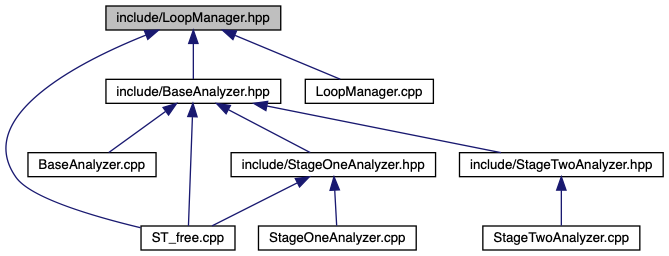 include/LoopManager.hpp
include/BaseAnalyzer.hpp
LoopManager.cpp
BaseAnalyzer.cpp
include/StageOneAnalyzer.hpp
include/StageTwoAnalyzer.hpp
ST_free.cpp
StageOneAnalyzer.cpp
StageTwoAnalyzer.cpp